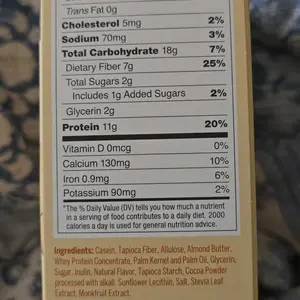 Trans Fat 0g
Cholesterol 5mg 2%
Sodium 70mg 3%
Total Carbohydrate 18g 7%
Dietary Fiber 7g 25%
Total Sugars 2g
Includes 1g Added Sugars 2%
Glycerin 2g
Protein 11g 20%
Vitamin D 0mcg 0%
Calcium 130mg 10%
Iron 0.9mg 6%
Potassium 90mg 2%
*The % Daily Value (DV) tells you how much a nutrient
in a serving of food contributes to a daily diet. 2000
calories a day is used for general nutrition advice.
Ingredients: Casein, Tapioca Fiber, Allulose, Almond Butter,
Whey Protein Concentrate, Palm Kernel and Palm Oil, Glycerin,
Sugar, Inulin, Natural Flavor, Tapioca Starch, Cocoa Powder
processed with alkali, Sunflower Lecithin, Salt, Stevia Leaf
Extract, Monkfruit Extract.